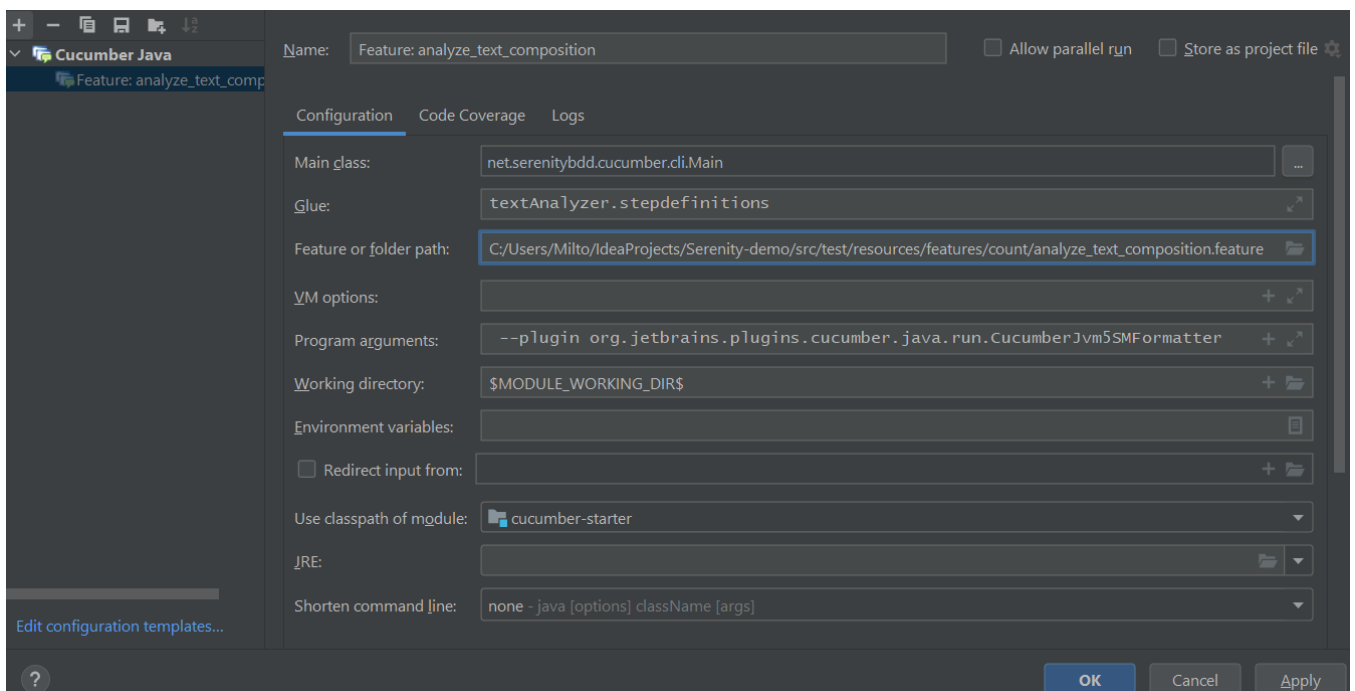 Cucumber Java
Feature: analyze_text_comp
Name: Feature: analyze_text_composition
Allow parallel run
Store as project file
Configuration Code Coverage Logs
Main class: net.serenitybdd.cucumber.cli.Main ...
Glue: textAnalyzer.stepdefinitions
Feature or folder path: C:/Users/Milto/IdeaProjects/Serenity-demo/src/test/resources/features/count/analyze_text_composition.feature
VM options:
Program arguments: --plugin org.jetbrains.plugins.cucumber.java.run.CucumberJvm5SMFormatter
Working directory: $MODULE_WORKING_DIR$
Environment variables:
Redirect input from:
Use classpath of module: cucumber-starter
JRE:
Shorten command line: none - java [options] className [args]
Edit configuration templates...
? OK Cancel Apply